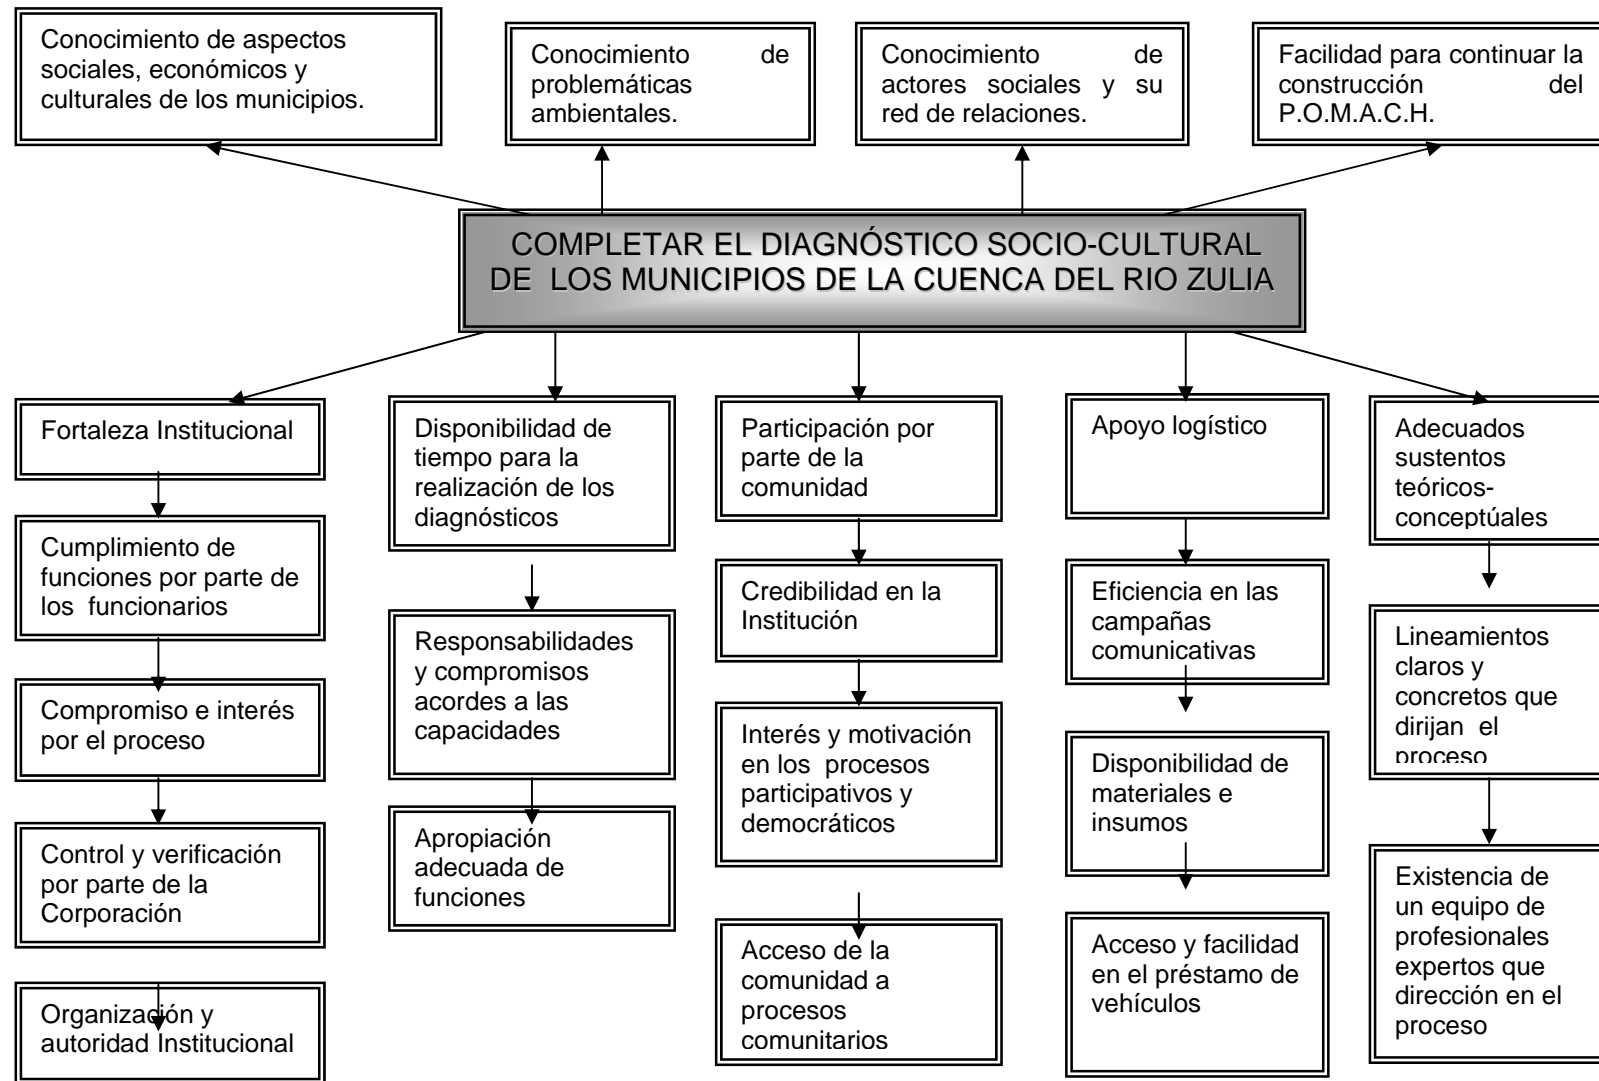 Conocimiento de aspectos
sociales, económicos y
culturales de los municipios.
Conocimiento de
problemáticas
ambientales.
Conocimiento de
actores sociales y su
red de relaciones.
Facilidad para continuar la
construcción del
P.O.M.A.C.H.
COMPLETAR EL DIAGNÓSTICO SOCIO-CULTURAL
DE LOS MUNICIPIOS DE LA CUENCA DEL RIO ZULIA
Fortaleza Institucional
Cumplimiento de
funciones por parte de
los funcionarios
Compromiso e interés
por el proceso
Control y verificación
por parte de la
Corporación
Organización y
autoridad Institucional
Disponibilidad de
tiempo para la
realización de los
diagnósticos
Responsabilidades
y compromisos
acordes a las
capacidades
Apropiación
adecuada de
funciones
Participación por
parte de la
comunidad
Credibilidad en la
Institución
Interés y motivación
en los procesos
participativos y
democráticos
Acceso de la
comunidad a
procesos
comunitarios
Apoyo logístico
Eficiencia en las
campañas
comunicativas
Disponibilidad de
materiales e
insumos
Acceso y facilidad
en el préstamo de
vehículos
Adecuados
sustentos
teóricos-
conceptúales
Lineamientos
claros y
concretos que
dirijan el
proceso
Existencia de
un equipo de
profesionales
expertos que
dirección en el
proceso